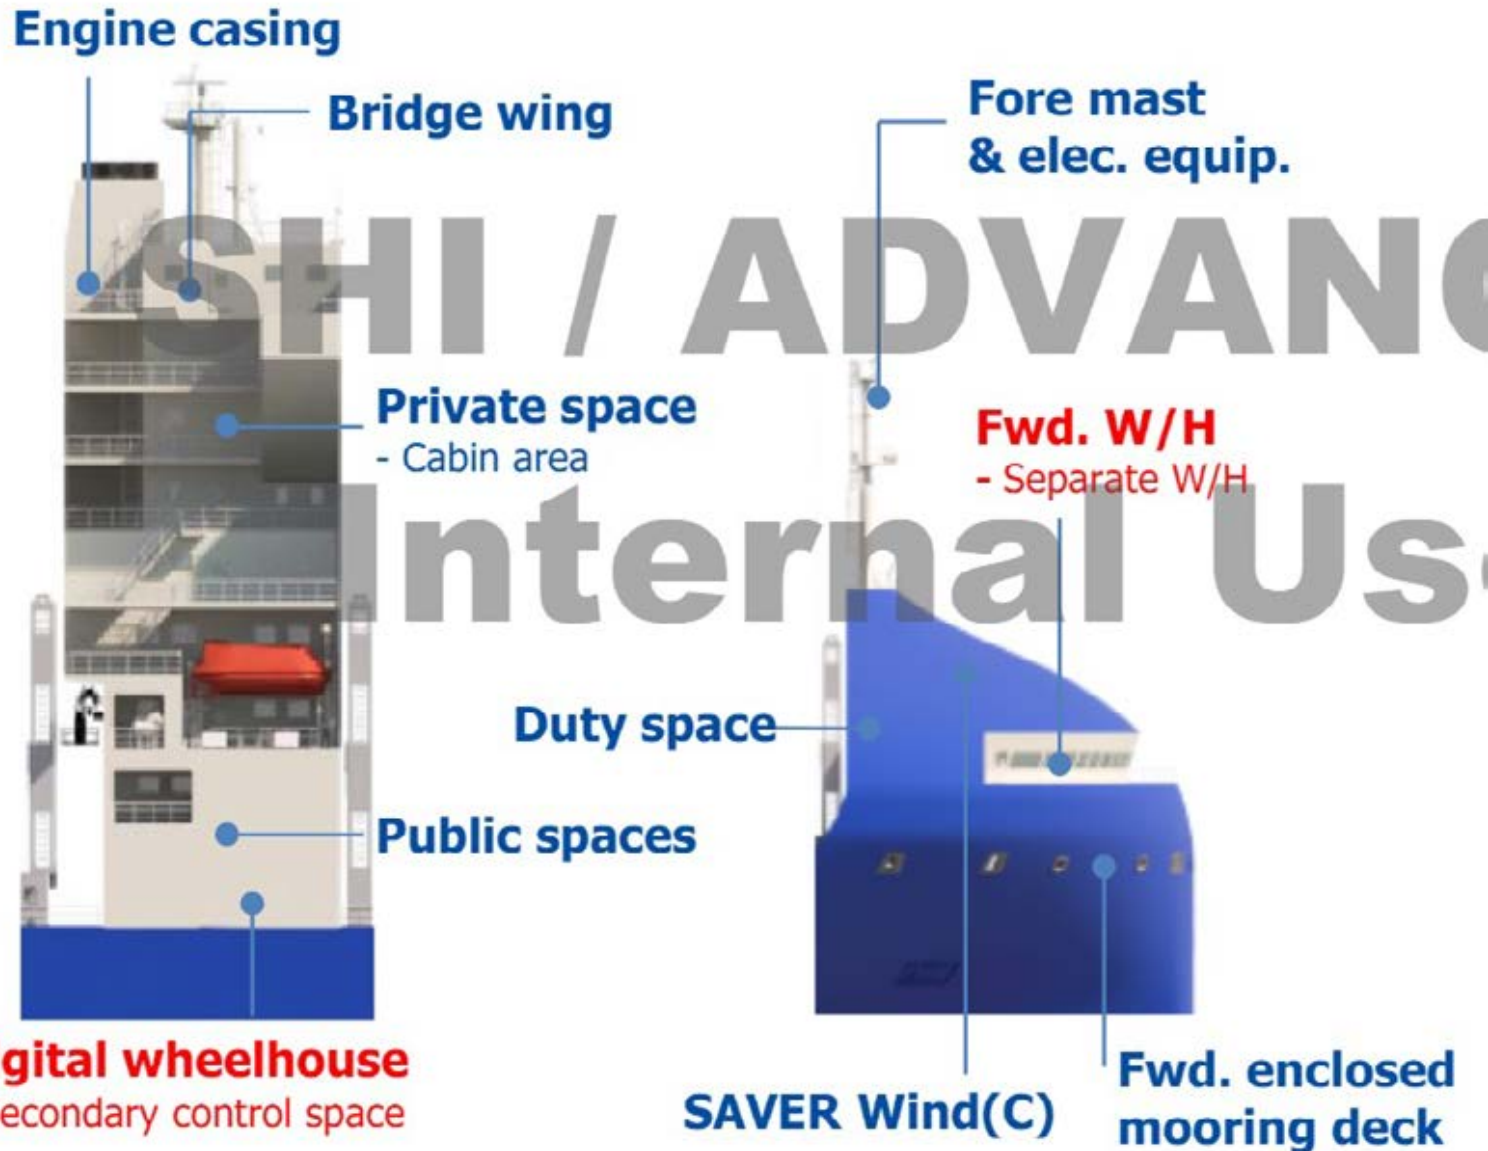 Engine casing
Bridge wing
Fore mast
& elec. equip.
SHI / ADVANC
Private space
- Cabin area
Fwd. W/H
- Separate W/H
Internal Us
Duty space
Public spaces
gital wheelhouse
econdary control space
SAVER Wind(C)
Fwd. enclosed
mooring deck